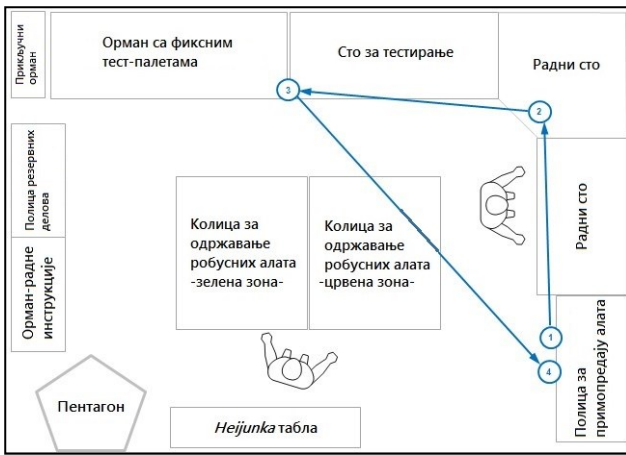 Прикључни
орман
Орман са фиксним
тест-палетама
Сто за тестирање
Радни сто
3
2
Полица резервних
делова
Колица за
одржавање
робусних алата
-зелена зона-
Колица за
одржавање
робусних алата
-црвена зона-
Радни сто
Орман-радне
инструкције
1
4
Полица за
примопредају алата
Пентагон
Heijunka табла